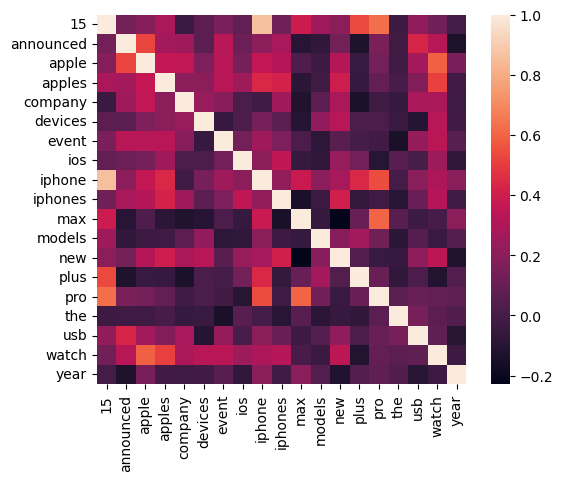 15
announced
apple
apples
company
devices
event
ios
iphone
iphones
max
models
new
plus
pro
the
usb
watch
year
15
announced
apple
apples
company
devices
event
ios
iphone
iphones
max
models
new
plus
pro
the
usb
watch
year
1.0
0.8
0.6
0.4
0.2
0.0
−0.2